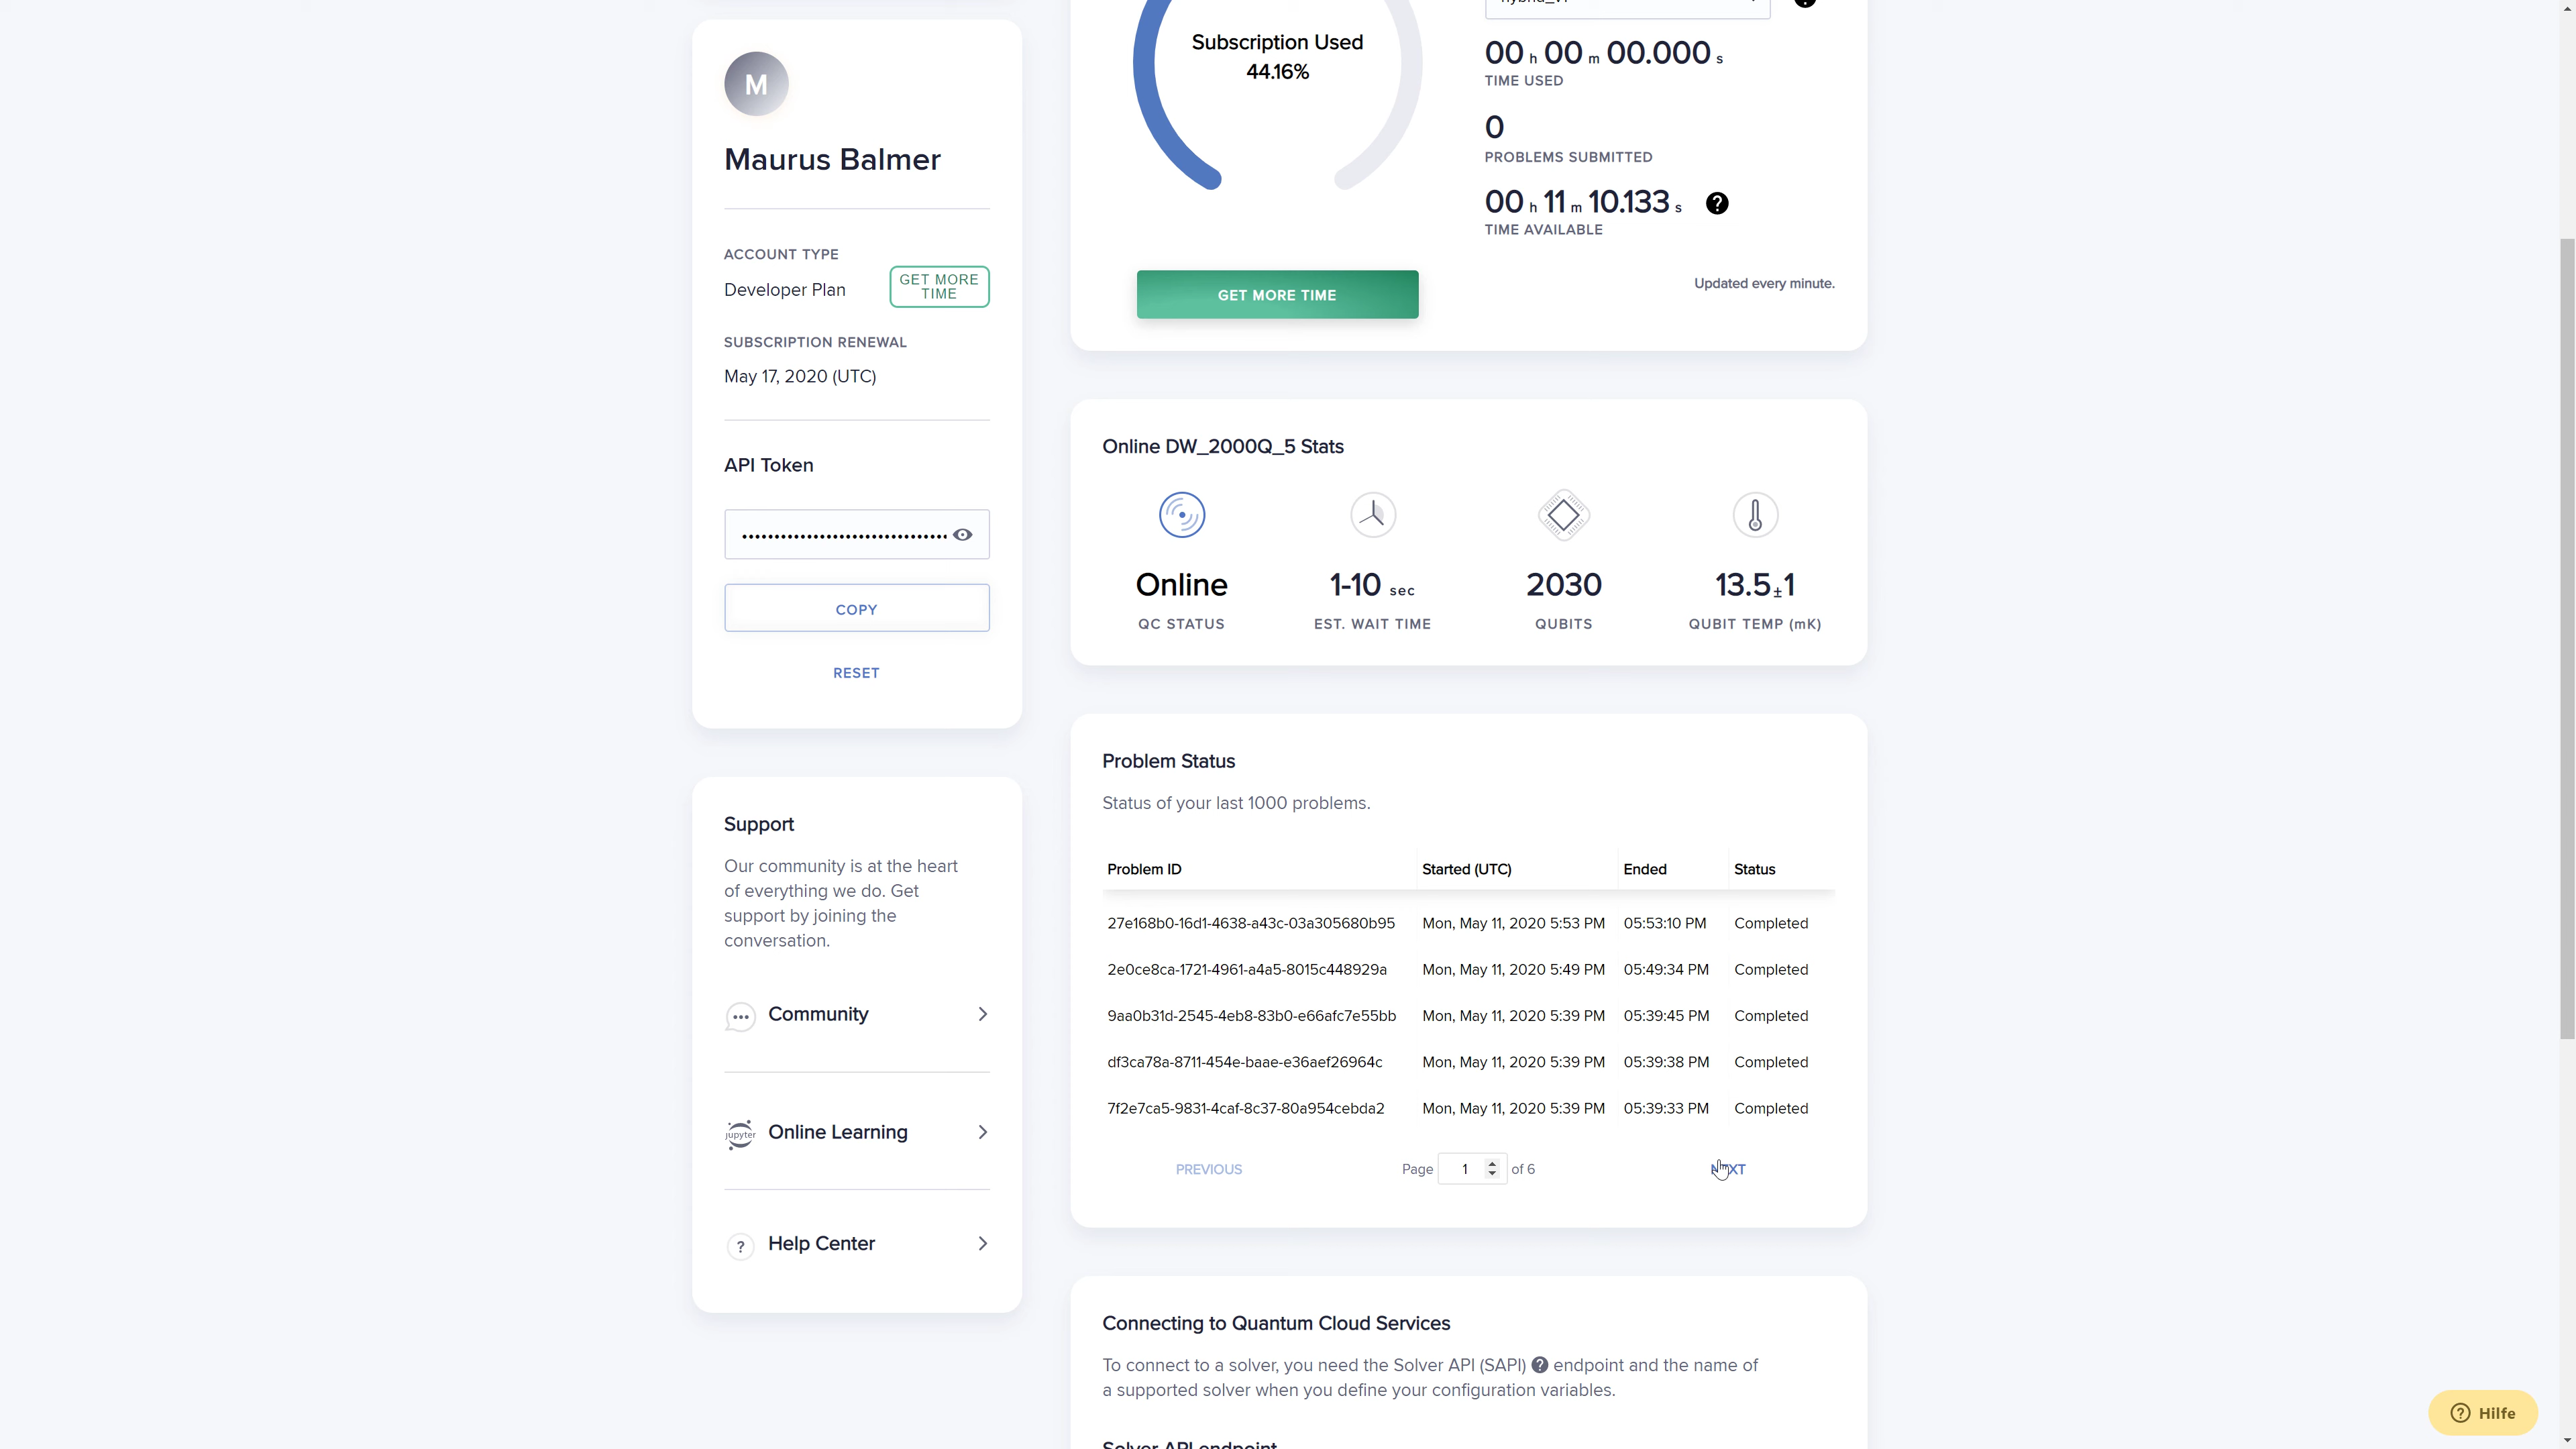 M
Maurus Balmer
ACCOUNT TYPE
Developer Plan
GET MORE
TIME
SUBSCRIPTION RENEWAL
May 17, 2020 (UTC)
API Token
COPY
RESET
Support
Our community is at the heart
of everything we do. Get
support by joining the
conversation.
Community
jupyter
Online Learning
? Help Center
Subscription Used
44.16%
GET MORE TIME
00 h 00 m 00.000 s
TIME USED
0
PROBLEMS SUBMITTED
00 h 11 m 10.133 s ?
TIME AVAILABLE
Updated every minute.
Online DW_2000Q_5 Stats
Online 1-10 sec 2030 13.5±1
QC STATUS EST. WAIT TIME QUBITS QUBIT TEMP (mK)
Problem Status
Status of your last 1000 problems.
Problem ID Started (UTC) Ended Status
27e168b0-16d1-4638-a43c-03a305680b95 Mon, May 11, 2020 5:53 PM 05:53:10 PM Completed
2e0ce8ca-1721-4961-a4a5-8015c448929a Mon, May 11, 2020 5:49 PM 05:49:34 PM Completed
9aa0b31d-2545-4eb8-83b0-e66afc7e55bb Mon, May 11, 2020 5:39 PM 05:39:45 PM Completed
df3ca78a-8711-454e-baae-e36aef26964c Mon, May 11, 2020 5:39 PM 05:39:38 PM Completed
7f2e7ca5-9831-4caf-8c37-80a954cebda2 Mon, May 11, 2020 5:39 PM 05:39:33 PM Completed
PREVIOUS Page 1 of 6 NEXT
Connecting to Quantum Cloud Services
To connect to a solver, you need the Solver API (SAPI) ? endpoint and the name of
a supported solver when you define your configuration variables.
Solver API endpoint
? Hilfe